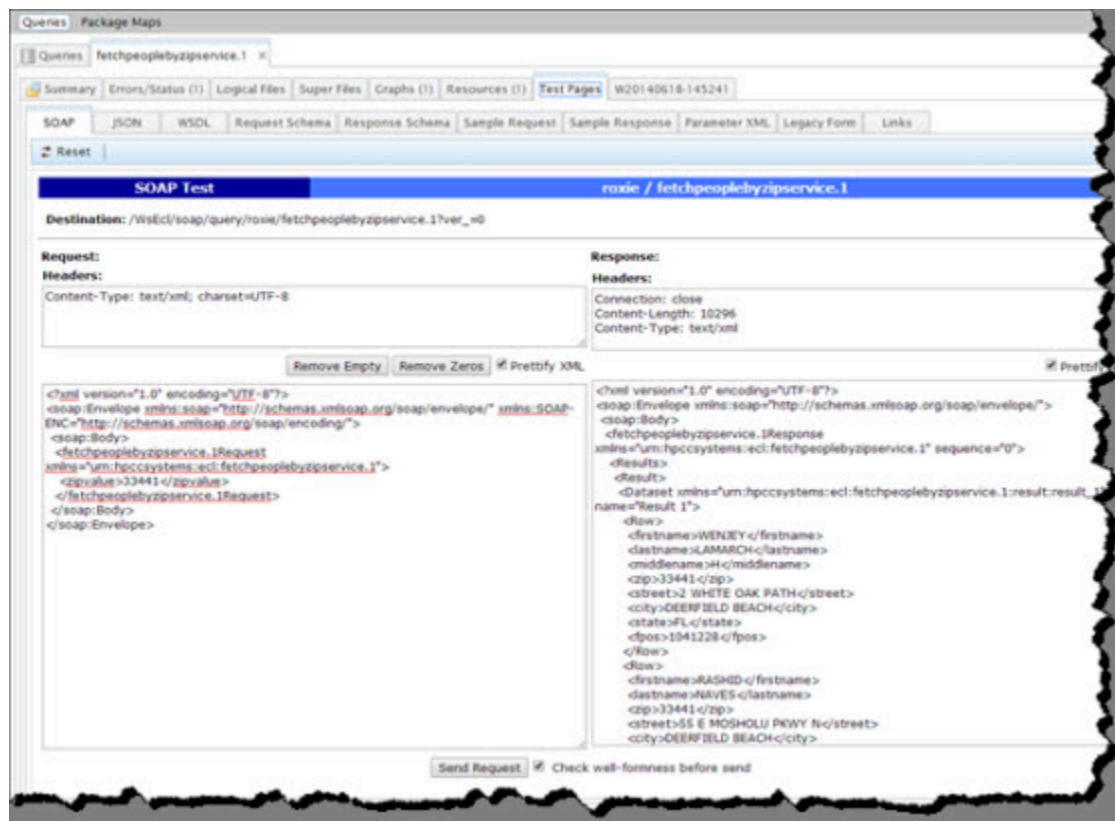 Queries Package Maps
Queries fetchpeoplebyzipservice.1 ×
Summary Errors/Status (1) Logical Files Super Files Graphs (1) Resources (1) Test Pages W20140618-145241
SOAP JSON WSDL Request Schema Response Schema Sample Request Sample Response Parameter XML Legacy Form Links
Reset
SOAP Test roxie / fetchpeoplebyzipservice.1
Destination: /WsEcl/soap/query/roxie/fetchpeoplebyzipservice.1?ver_=0
Request:
Headers:
Content-Type: text/xml; charset=UTF-8
Remove Empty Remove Zeros Prettify XML
<?xml version="1.0" encoding="UTF-8"?>
<soap:Envelope xmlns:soap="http://schemas.xmlsoap.org/soap/envelope/" xmlns:SOAP-
ENC="http://schemas.xmlsoap.org/soap/encoding/">
<soap:Body>
<fetchpeoplebyzipservice.1Request
xmlns="urn:hpccsystems:ecl:fetchpeoplebyzipservice.1">
<zipvalue>33441</zipvalue>
</fetchpeoplebyzipservice.1Request>
</soap:Body>
</soap:Envelope>
Response:
Headers:
Connection: close
Content-Length: 10296
Content-Type: text/xml
Prettif
<?xml version="1.0" encoding="UTF-8"?>
<soap:Envelope xmlns:soap="http://schemas.xmlsoap.org/soap/envelope/">
<soap:Body>
<fetchpeoplebyzipservice.1Response
xmlns="urn:hpccsystems:ecl:fetchpeoplebyzipservice.1" sequence="0">
<Results>
<Result>
<Dataset xmlns="urn:hpccsystems:ecl:fetchpeoplebyzipservice.1:result:result_1"
name="Result 1">
<Row>
<firstname>WENJEY</firstname>
<lastname>LAMARCH</lastname>
<middlename>H</middlename>
<zip>33441</zip>
<street>2 WHITE OAK PATH</street>
<city>DEERFIELD BEACH</city>
<state>FL</state>
<fpos>1041228</fpos>
</Row>
<Row>
<firstname>RASHID</firstname>
<lastname>NAVES</lastname>
<zip>33441</zip>
<street>55 E MOSHOLU PKWY N</street>
<city>DEERFIELD BEACH</city>
Send Request Check well-formness before send